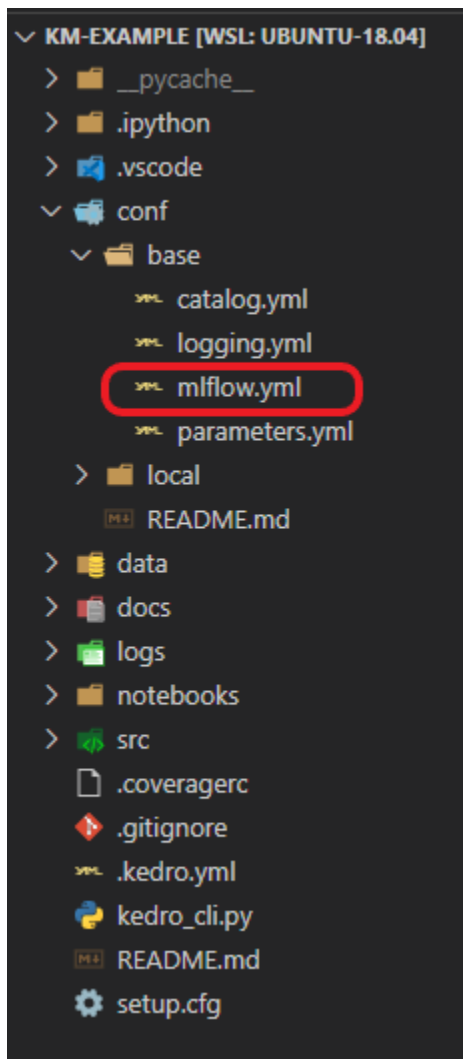 KM-EXAMPLE [WSL: UBUNTU-18.04]
__pycache__
.ipython
.vscode
conf
base
catalog.yml
logging.yml
mlflow.yml
parameters.yml
local
README.md
data
docs
logs
notebooks
src
.coveragerc
.gitignore
.kedro.yml
kedro_cli.py
README.md
setup.cfg